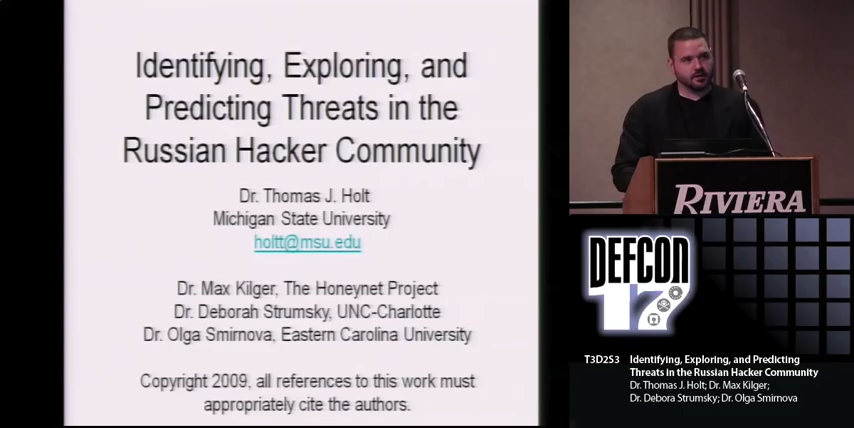 Identifying, Exploring, and
Predicting Threats in the
Russian Hacker Community
Dr. Thomas J. Holt
Michigan State University
holtt@msu.edu
Dr. Max Kilger, The Honeynet Project
Dr. Deborah Strumsky, UNC-Charlotte
Dr. Olga Smirnova, Eastern Carolina University
Copyright 2009, all references to this work must
appropriately cite the authors.
RIVIERA
DEFCON
17
T3D2S3 Identifying, Exploring, and Predicting
Threats in the Russian Hacker Community
Dr. Thomas J. Holt; Dr. Max Kilger;
Dr. Debora Strumsky; Dr. Olga Smirnova